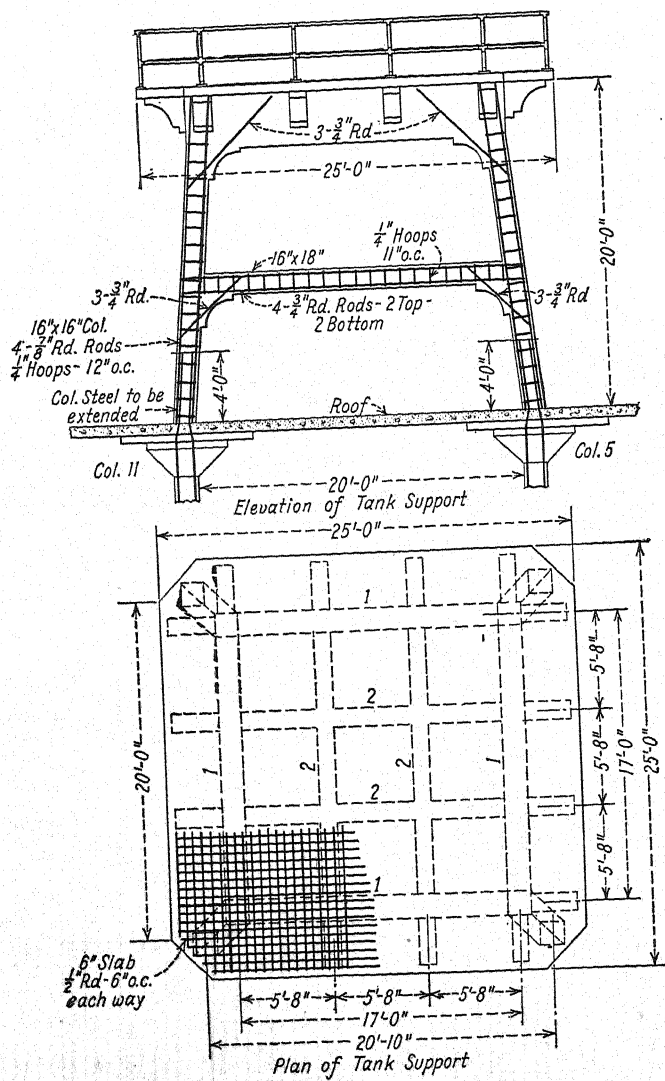 3-3/4" Rd
25'-0"
1/4" Hoops
11" o.c.
16" x 18"
20'-0"
3-3/4" Rd.
4-3/4" Rd. Rods - 2 Top -
2 Bottom
3-3/4" Rd
16" x 16" Col.
4-7/8" Rd. Rods
1/4" Hoops - 12" o.c.
4'-0"
4'-0"
Col. Steel to be
extended
Roof
Col. 11
Col. 5
20'-0"
Elevation of Tank Support
25'-0"
1
5'-8"
2
20'-0"
1
2
2
1
5'-8"
17'-0"
25'-0"
2
5'-8"
1
6" Slab
1/2" Rd - 6" o.c.
each way
5'-8"
5'-8"
5'-8"
17'-0"
20'-10"
Plan of Tank Support